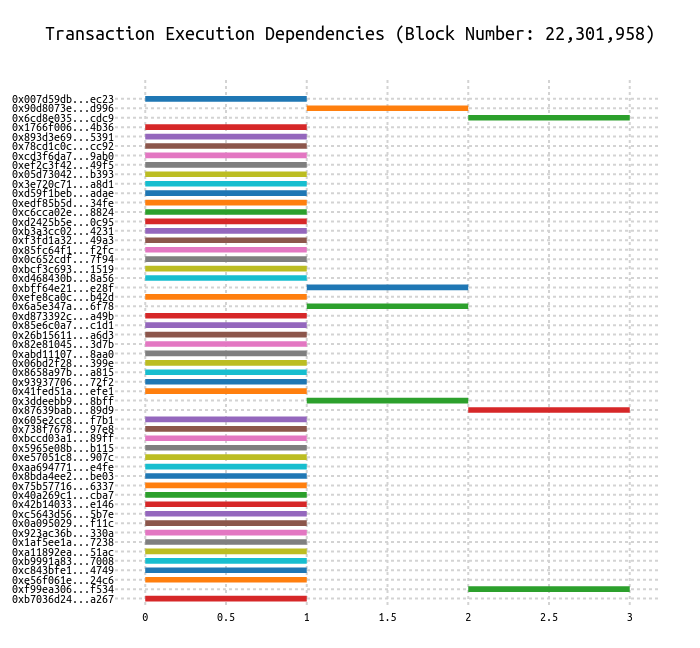 Transaction Execution Dependencies (Block Number: 22,301,958)
0x007d59db...ec23
0x90d8073e...d996
0x6cd8e035...cdc9
0x1766f006...4b36
0x893d3e69...5391
0x78cd1c0c...cc92
0xcd3f6da7...9ab0
0xef2c3f42...49f5
0x05d73042...b393
0x3e720c71...a8d1
0xd59f1beb...adae
0xedf85b5d...34fe
0xc6cca02e...8824
0xd2425b5e...0c95
0xb3a3cc02...4231
0xf3fd1a32...49a3
0x85fc64f1...f2fc
0x0c652cdf...7f94
0xbcf3c693...1519
0xd468430b...8a56
0xbff64e21...e28f
0xefe8ca0c...b42d
0x6a5e347a...6f78
0xd873392c...a49b
0x85e6c0a7...c1d1
0x26b15611...a6d3
0x82e81045...3d7b
0xabd11107...8aa0
0x06bd2f28...399e
0x8658a97b...a815
0x93937706...72f2
0x41fed51a...efe1
0x3ddeebb9...8bff
0x87639bab...89d9
0x605e2cc8...f7b1
0x738f7678...97e8
0xbccd03a1...89ff
0x5965e08b...b115
0xe57051c8...907c
0xaa694771...e4fe
0x8bda4ee2...be03
0x75b57716...6337
0x40a269c1...cba7
0x42b14033...e146
0xc5643d56...5b7e
0x0a095029...f11c
0x923ac36b...330a
0x1af5ee1a...7238
0xa11892ea...51ac
0xb9991a83...7008
0xc843bfe1...4749
0xe56f061e...24c6
0xf99ea306...f534
0xb7036d24...a267
0 0.5 1 1.5 2 2.5 3